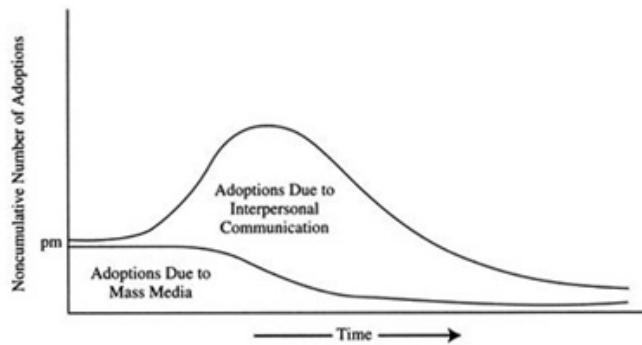 Noncumulative Number of Adoptions
Adoptions Due to
Interpersonal
Communication
pm
Adoptions Due to
Mass Media
Time